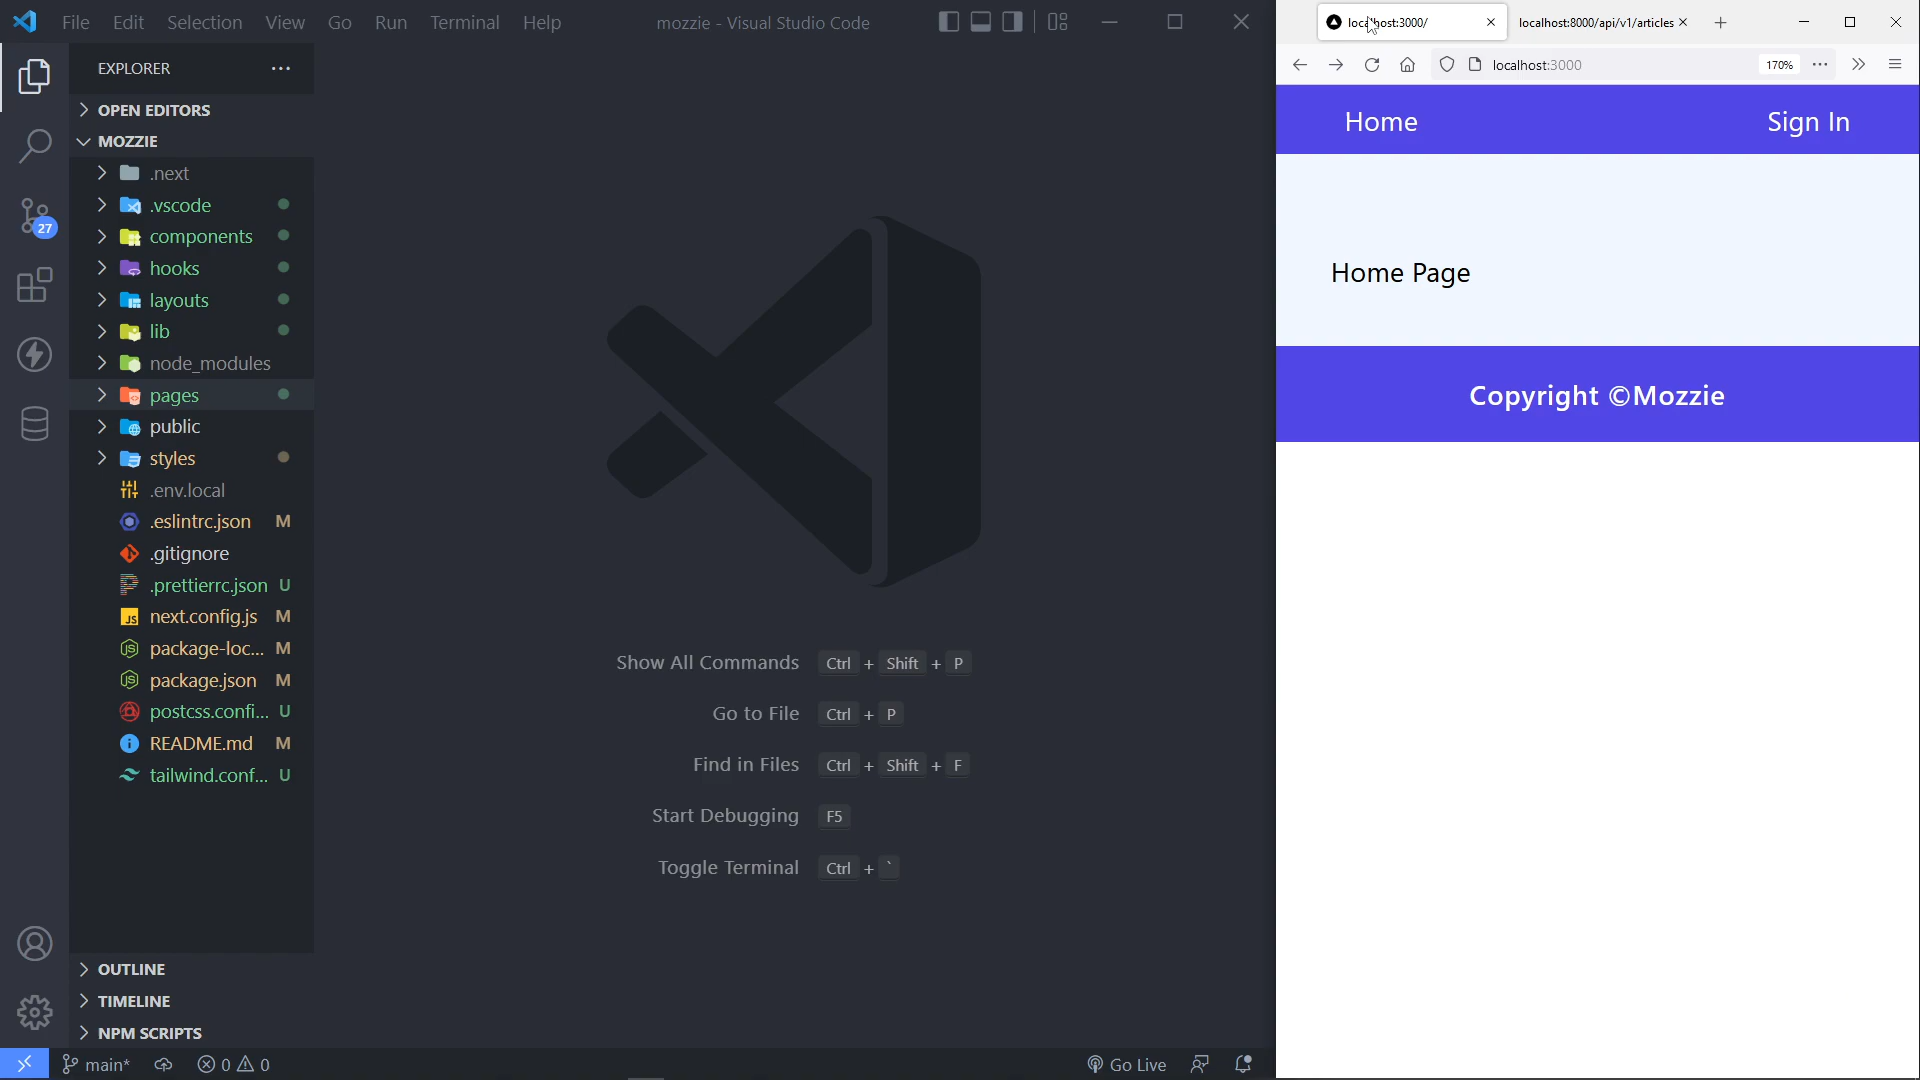 File Edit Selection View Go Run Terminal Help
mozzie - Visual Studio Code
EXPLORER
OPEN EDITORS
MOZZIE
.next
.vscode
components
hooks
layouts
lib
node_modules
pages
public
styles
.env.local
.eslintrc.json M
.gitignore
.prettierrc.json U
next.config.js M
package-loc... M
package.json M
postcss.confi... U
README.md M
tailwind.conf... U
27
OUTLINE
TIMELINE
NPM SCRIPTS
main*
0 0
Go Live
Show All Commands Ctrl + Shift + P
Go to File Ctrl + P
Find in Files Ctrl + Shift + F
Start Debugging F5
Toggle Terminal Ctrl + `
localhost:3000/
localhost:8000/api/v1/articles
localhost:3000
170%
Home
Sign In
Home Page
Copyright ©Mozzie